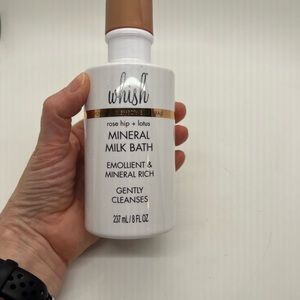 whish
rose hip + lotus
MINERAL
MILK BATH
EMOLLIENT &
MINERAL RICH
GENTLY
CLEANSES
237 mL/8 FL OZ